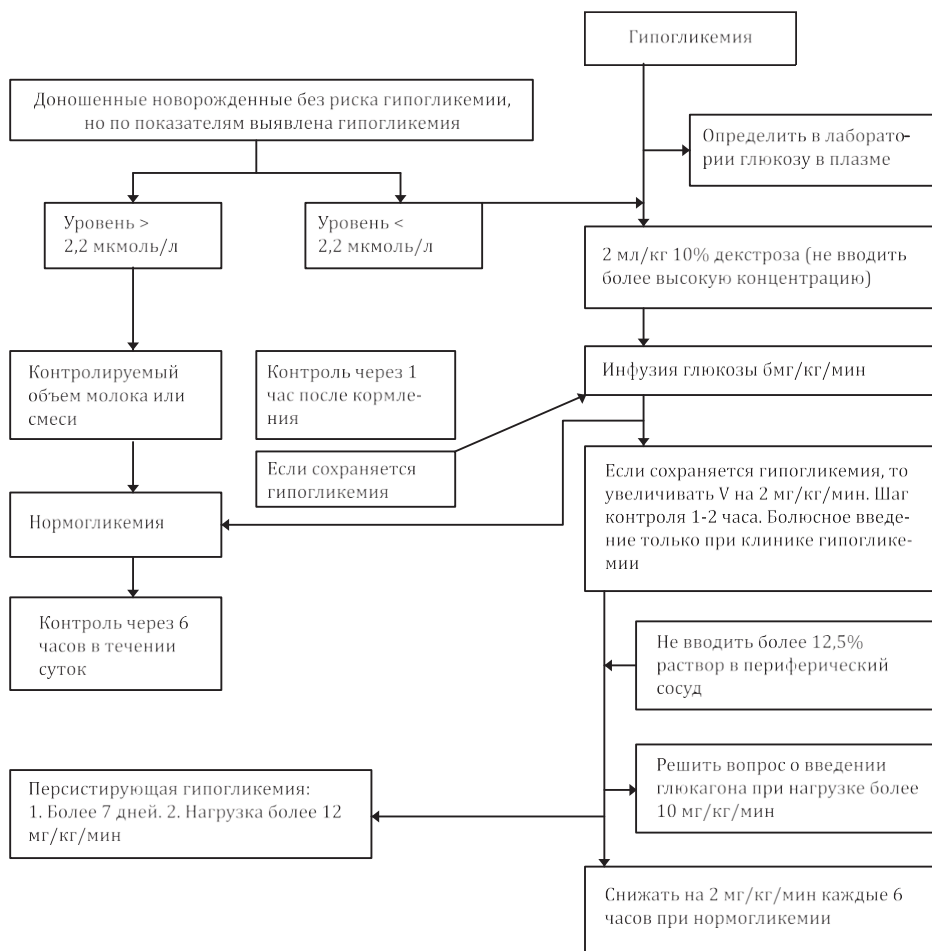 Гипогликемия
Доношенные новорожденные без риска гипогликемии,
но по показателям выявлена гипогликемия
Определить в лаборато-
рии глюкозу в плазме
Уровень >
2,2 мкмоль/л
Уровень <
2,2 мкмоль/л
2 мл/кг 10% декстроза (не вводить
более высокую концентрацию)
Контролируемый
объем молока или
смеси
Контроль через 1
час после кормле-
ния
Инфузия глюкозы 6мг/кг/мин
Если сохраняется
гипогликемия
Если сохраняется гипогликемия, то
увеличивать V на 2 мг/кг/мин. Шаг
контроля 1-2 часа. Болюсное введе-
ние только при клинике гипоглике-
мии
Нормогликемия
Контроль через 6
часов в течении
суток
Не вводить более 12,5%
раствор в периферический
сосуд
Решить вопрос о введении
глюкагона при нагрузке более
10 мг/кг/мин
Персистирующая гипогликемия:
1. Более 7 дней. 2. Нагрузка более 12
мг/кг/мин
Снижать на 2 мг/кг/мин каждые 6
часов при нормогликемии